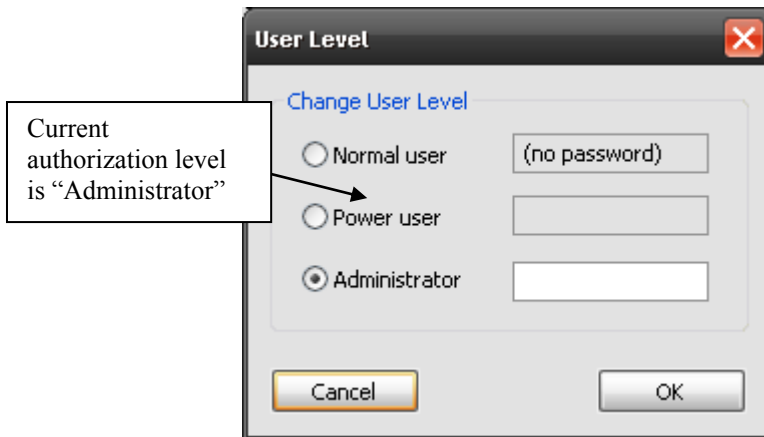 User Level
Change User Level
Current
authorization level
is “Administrator”
Normal user (no password)
Power user
Administrator
Cancel OK